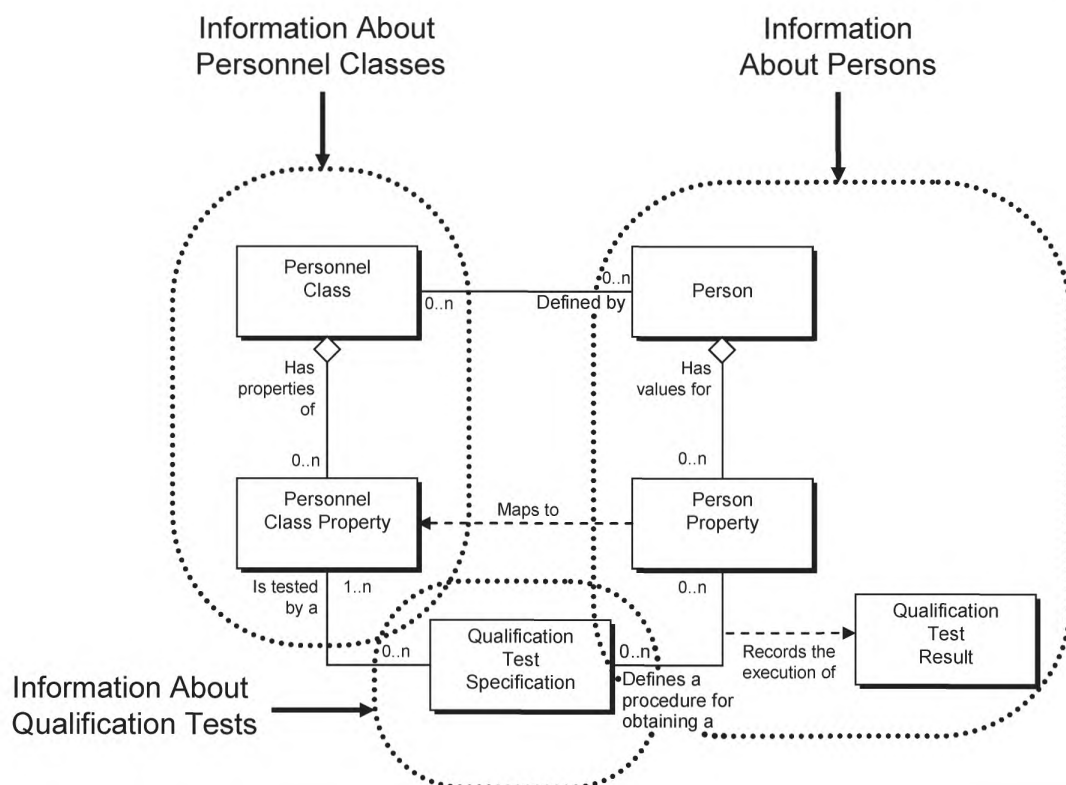 Information About
Personnel Classes
Information
About Persons
Personnel
Class
0..n
0..n
Defined by
Person
Has
properties
of
Has
values for
0..n
0..n
Personnel
Class Property
Maps to
Person
Property
Is tested
by a
1..n
0..n
0..n
Qualification
Test
Specification
0..n
Qualification
Test
Result
Records the
execution of
Defines a
procedure for
obtaining a
Information About
Qualification Tests